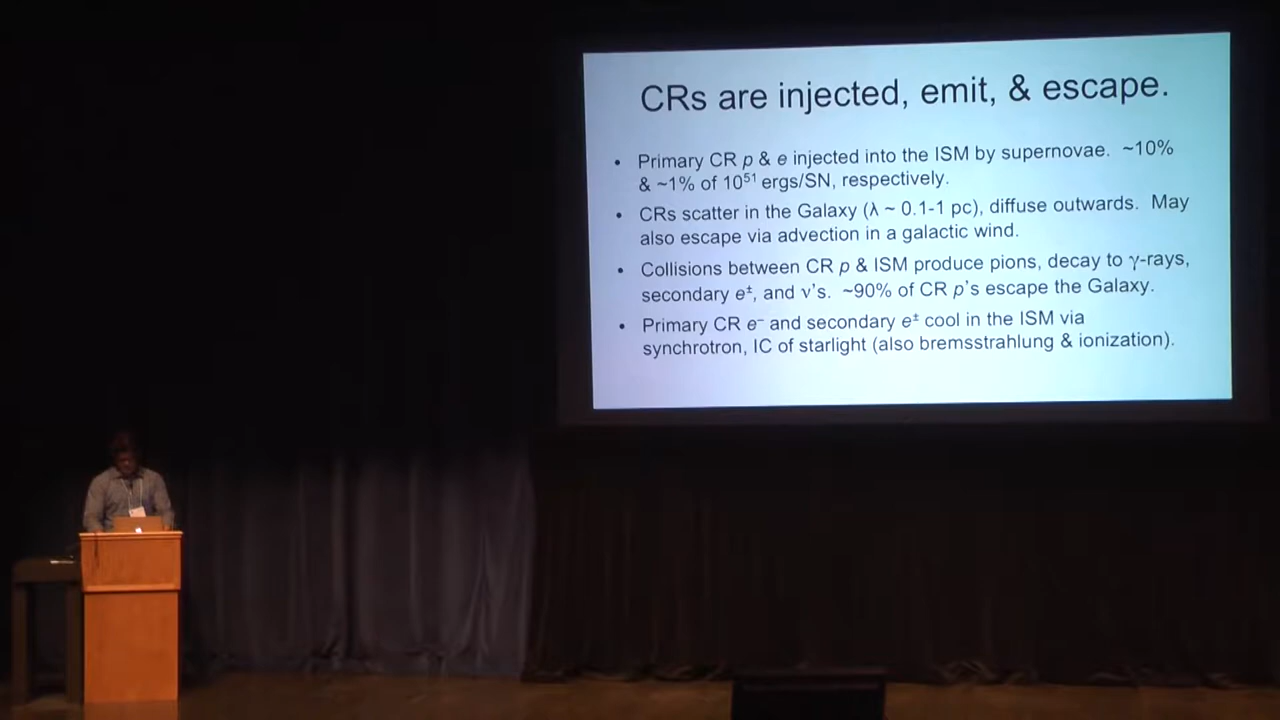 CRs are injected, emit, & escape.
• Primary CR p & e injected into the ISM by supernovae. ~10%
& ~1% of 10⁵¹ ergs/SN, respectively.
• CRs scatter in the Galaxy (λ ~ 0.1-1 pc), diffuse outwards. May
also escape via advection in a galactic wind.
• Collisions between CR p & ISM produce pions, decay to γ-rays,
secondary e±, and ν's. ~90% of CR p's escape the Galaxy.
• Primary CR e⁻ and secondary e± cool in the ISM via
synchrotron, IC of starlight (also bremsstrahlung & ionization).